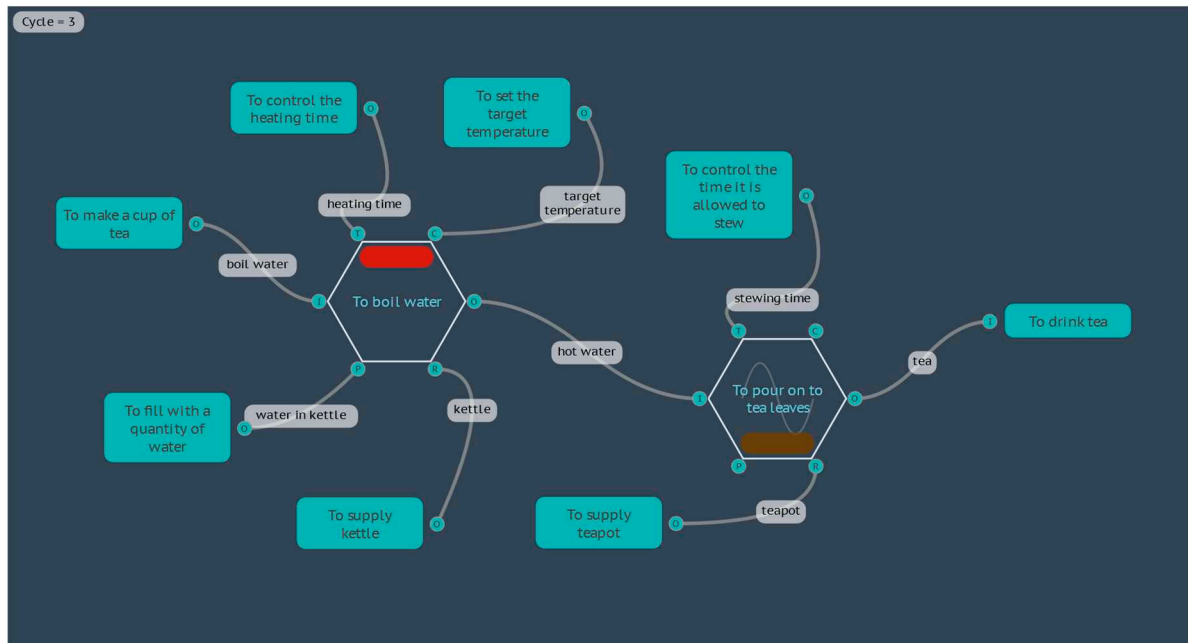 Cycle = 3
To control the
heating time
O
To set the
target
temperature
O
To control the
time it is
allowed to
stew
O
To make a cup of
tea
O
heating time
target
temperature
T
C
boil water
I
To boil water
O
stewing time
T
C
I
To drink tea
hot water
tea
P
R
I
To pour on to
tea leaves
O
To fill with a
quantity of
water
O
water in kettle
kettle
P
R
To supply
kettle
O
To supply
teapot
O
teapot